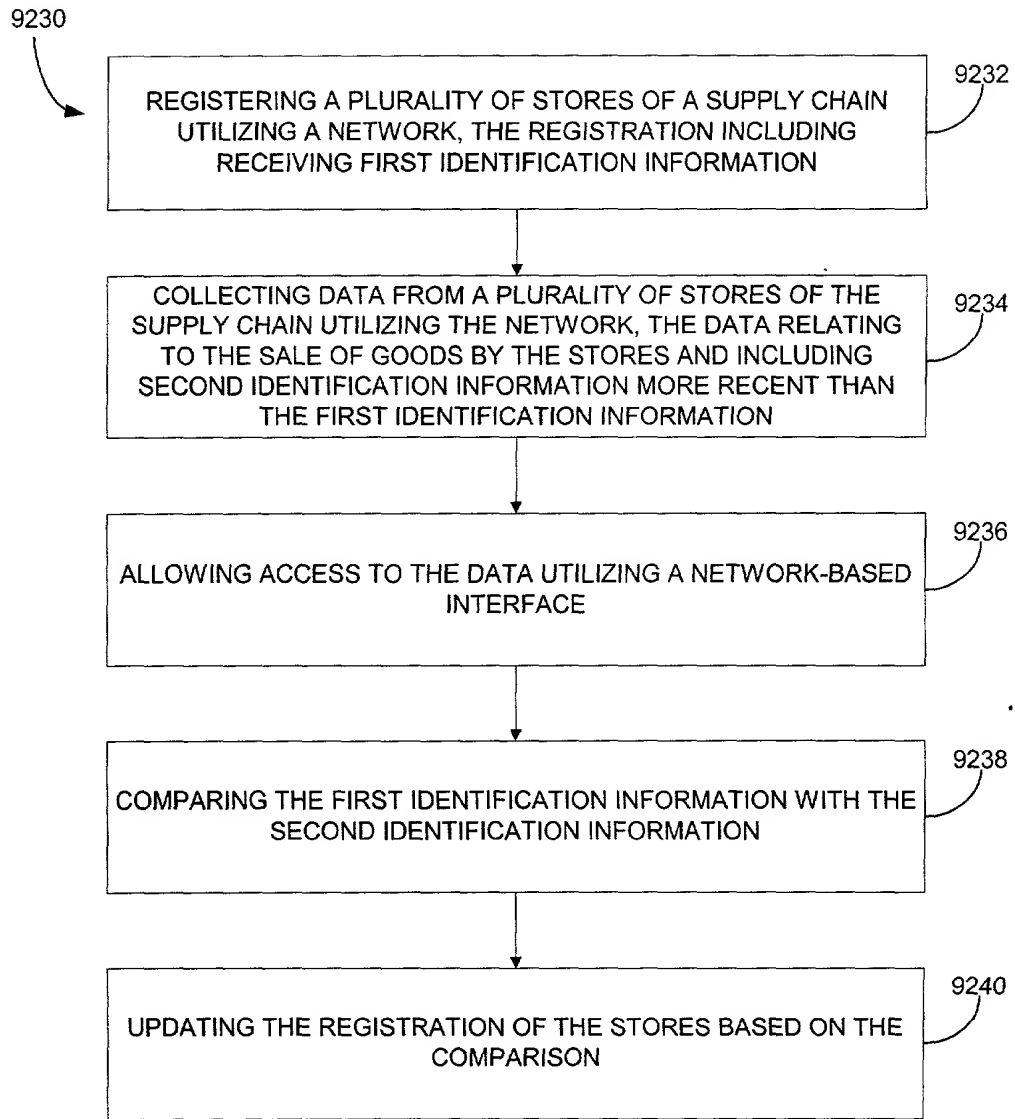 9230
9232
REGISTERING A PLURALITY OF STORES OF A SUPPLY CHAIN
UTILIZING A NETWORK, THE REGISTRATION INCLUDING
RECEIVING FIRST IDENTIFICATION INFORMATION
9234
COLLECTING DATA FROM A PLURALITY OF STORES OF THE
SUPPLY CHAIN UTILIZING THE NETWORK, THE DATA RELATING
TO THE SALE OF GOODS BY THE STORES AND INCLUDING
SECOND IDENTIFICATION INFORMATION MORE RECENT THAN
THE FIRST IDENTIFICATION INFORMATION
9236
ALLOWING ACCESS TO THE DATA UTILIZING A NETWORK-BASED
INTERFACE
9238
COMPARING THE FIRST IDENTIFICATION INFORMATION WITH THE
SECOND IDENTIFICATION INFORMATION
9240
UPDATING THE REGISTRATION OF THE STORES BASED ON THE
COMPARISON